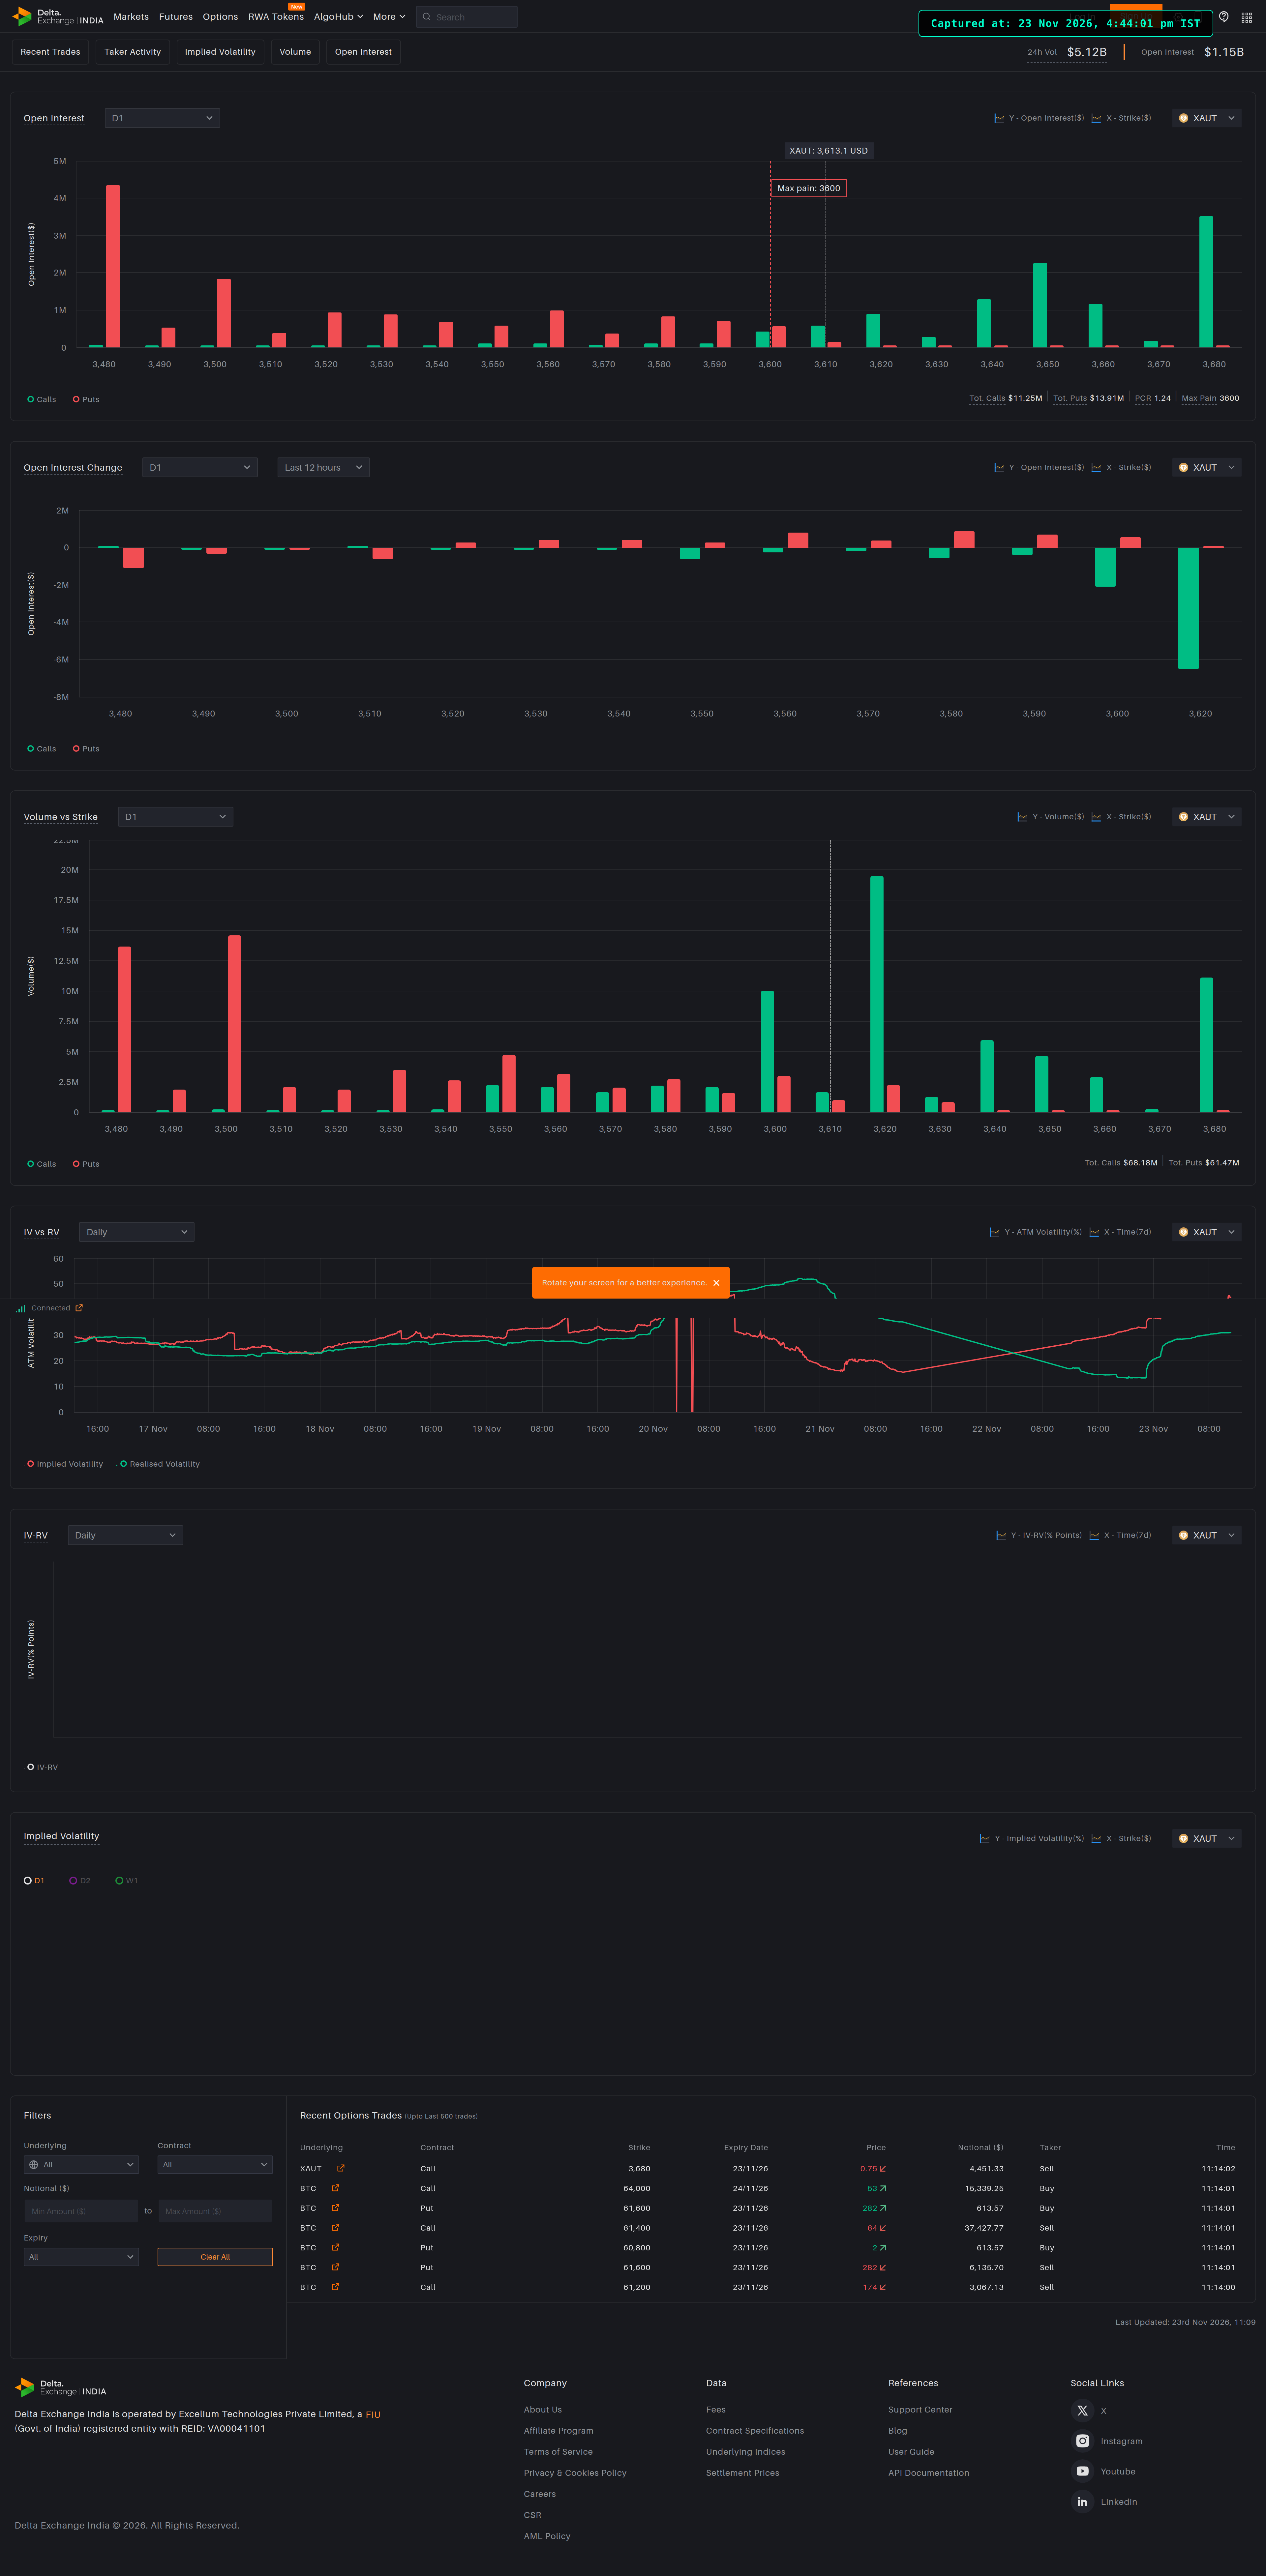 Delta. Exchange | INDIA Markets Futures Options RWA Tokens New AlgoHub More Search
Captured at: 23 Nov 2026, 4:44:01 pm IST
Recent Trades Taker Activity Implied Volatility Volume Open Interest 24h Vol $5.12B Open Interest $1.15B
Open Interest D1 Y - Open Interest($) X - Strike($) XAUT
XAUT: 3,613.1 USD
Max pain: 3600
Open Interest($)
5M
4M
3M
2M
1M
0
3,480 3,490 3,500 3,510 3,520 3,530 3,540 3,550 3,560 3,570 3,580 3,590 3,600 3,610 3,620 3,630 3,640 3,650 3,660 3,670 3,680
Calls Puts Tot. Calls $11.25M Tot. Puts $13.91M PCR 1.24 Max Pain 3600
Open Interest Change D1 Last 12 hours Y - Open Interest($) X - Strike($) XAUT
Open Interest($)
2M
0
-2M
-4M
-6M
-8M
3,480 3,490 3,500 3,510 3,520 3,530 3,540 3,550 3,560 3,570 3,580 3,590 3,600 3,620
Calls Puts
Volume vs Strike D1 Y - Volume($) X - Strike($) XAUT
Volume($)
22.5M
20M
17.5M
15M
12.5M
10M
7.5M
5M
2.5M
0
3,480 3,490 3,500 3,510 3,520 3,530 3,540 3,550 3,560 3,570 3,580 3,590 3,600 3,610 3,620 3,630 3,640 3,650 3,660 3,670 3,680
Calls Puts Tot. Calls $68.18M Tot. Puts $61.47M
IV vs RV Daily Y - ATM Volatility(%) X - Time(7d) XAUT
60
50
Rotate your screen for a better experience.
Connected
ATM Volatilit
30
20
10
0
16:00 17 Nov 08:00 16:00 18 Nov 08:00 16:00 19 Nov 08:00 16:00 20 Nov 08:00 16:00 21 Nov 08:00 16:00 22 Nov 08:00 16:00 23 Nov 08:00
Implied Volatility Realised Volatility
IV-RV Daily Y - IV-RV(% Points) X - Time(7d) XAUT
IV-RV(% Points)
IV-RV
Implied Volatility Y - Implied Volatility(%) X - Strike($) XAUT
D1 D2 W1
Filters
Underlying Contract
All All
Notional ($)
Min Amount ($) to Max Amount ($)
Expiry
All Clear All
Recent Options Trades (Upto Last 500 trades)
Underlying Contract Strike Expiry Date Price Notional ($) Taker Time
XAUT Call 3,680 23/11/26 0.75 4,451.33 Sell 11:14:02
BTC Call 64,000 24/11/26 53 15,339.25 Buy 11:14:01
BTC Put 61,600 23/11/26 282 613.57 Buy 11:14:01
BTC Call 61,400 23/11/26 64 37,427.77 Sell 11:14:01
BTC Put 60,800 23/11/26 2 613.57 Buy 11:14:01
BTC Put 61,600 23/11/26 282 6,135.70 Sell 11:14:01
BTC Call 61,200 23/11/26 174 3,067.13 Sell 11:14:00
Last Updated: 23rd Nov 2026, 11:09
Delta. Exchange | INDIA
Delta Exchange India is operated by Excelium Technologies Private Limited, a FIU
(Govt. of India) registered entity with REID: VA00041101
Delta Exchange India © 2026. All Rights Reserved.
Company
About Us
Affiliate Program
Terms of Service
Privacy & Cookies Policy
Careers
CSR
AML Policy
Data
Fees
Contract Specifications
Underlying Indices
Settlement Prices
References
Support Center
Blog
User Guide
API Documentation
Social Links
X
Instagram
Youtube
Linkedin